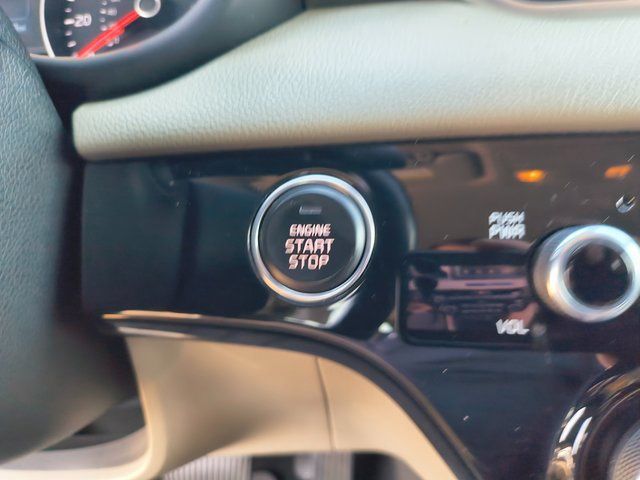 20
ENGINE
START
STOP
PUSH
PWR
VOL